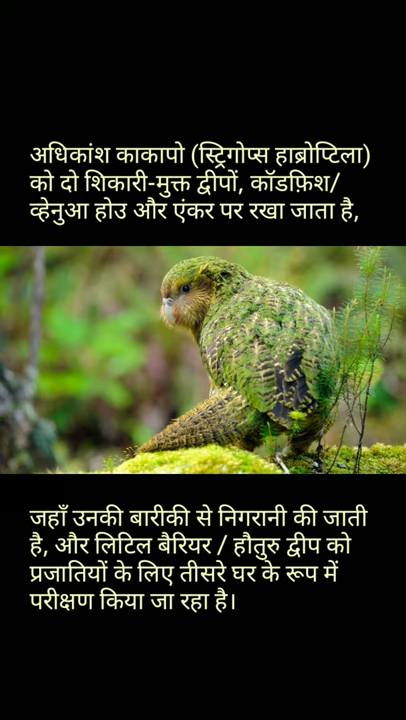 अधिकांश काकापो (स्ट्रिगोप्स हाब्रोप्टिला)
को दो शिकारी-मुक्त द्वीपों, कॉडफ़िश/
व्हेनुआ होउ और एंकर पर रखा जाता है,
जहाँ उनकी बारीकी से निगरानी की जाती
है, और लिटिल बैरियर / हौतुरु द्वीप को
प्रजातियों के लिए तीसरे घर के रूप में
परीक्षण किया जा रहा है।